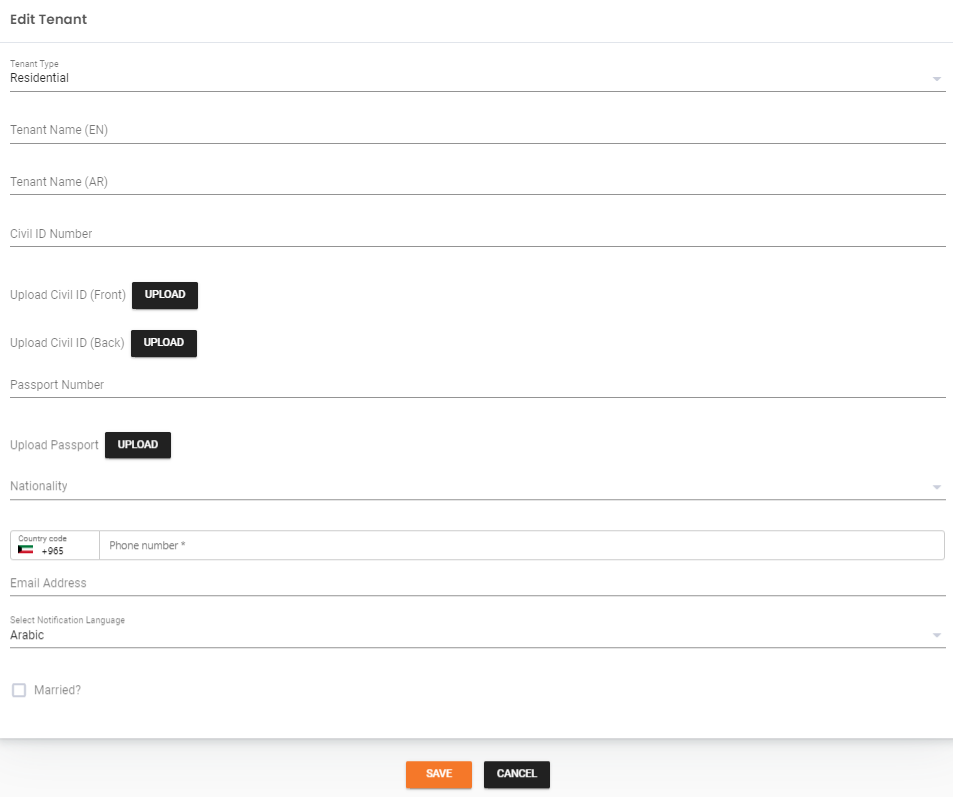 Edit Tenant
Tenant Type
Residential
Tenant Name (EN)
Tenant Name (AR)
Civil ID Number
Upload Civil ID (Front) UPLOAD
Upload Civil ID (Back) UPLOAD
Passport Number
Upload Passport UPLOAD
Nationality
Country code
+965 Phone number *
Email Address
Select Notification Language
Arabic
Married?
SAVE CANCEL